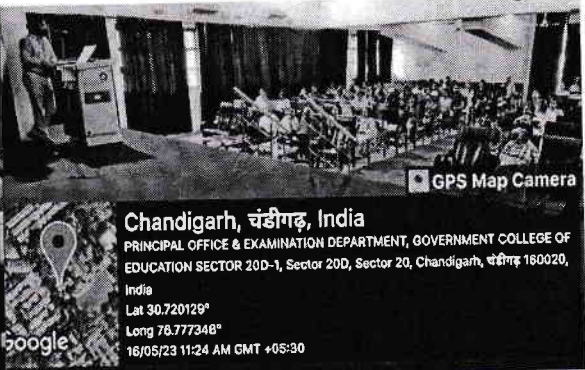 GPS Map Camera
Chandigarh, चंडीगढ़, India
PRINCIPAL OFFICE & EXAMINATION DEPARTMENT, GOVERNMENT COLLEGE OF
EDUCATION SECTOR 20D-1, Sector 20D, Sector 20, Chandigarh, चंडीगढ़ 160020,
India
Lat 30.720129°
Long 76.777346°
16/05/23 11:24 AM GMT +05:30
Google